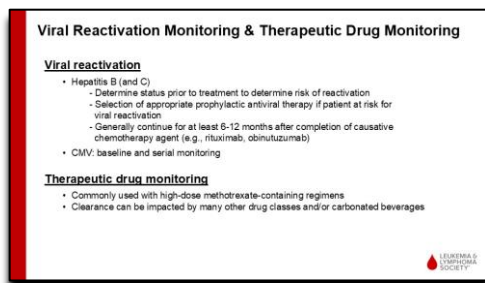 Viral Reactivation Monitoring & Therapeutic Drug Monitoring
Viral reactivation
• Hepatitis B (and C)
- Determine status prior to treatment to determine risk of reactivation
- Selection of appropriate prophylactic antiviral therapy if patient at risk for
viral reactivation
- Generally continue for at least 6-12 months after completion of causative
chemotherapy agent (e.g., rituximab, obinutuzumab)
• CMV: baseline and serial monitoring
Therapeutic drug monitoring
• Commonly used with high-dose methotrexate-containing regimens
• Clearance can be impacted by many other drug classes and/or carbonated beverages
LEUKEMIA &
LYMPHOMA
SOCIETY